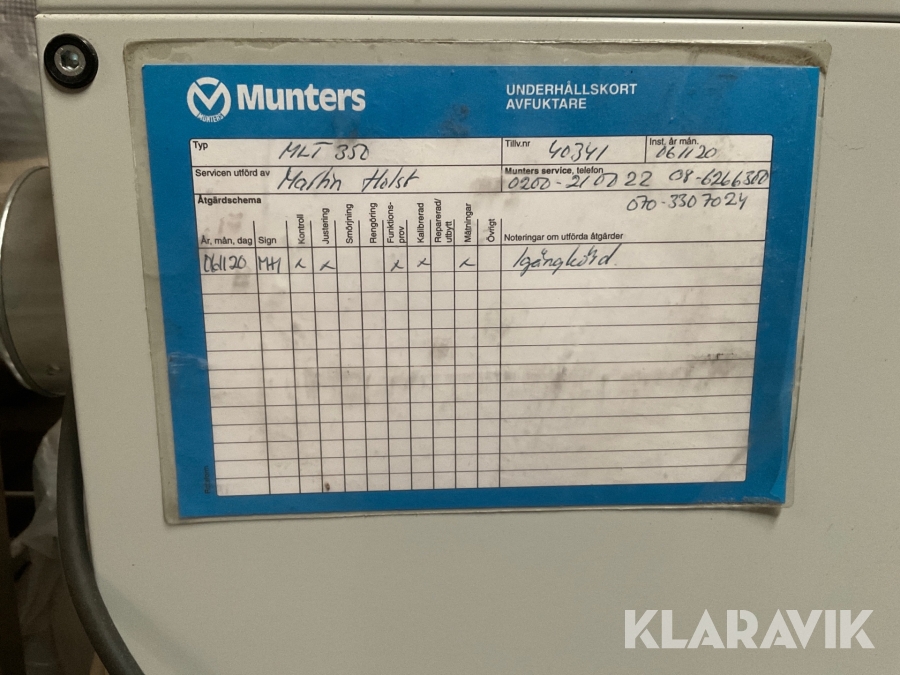 Munters
MUNTERS
UNDERHÅLLSKORT
AVFUKTARE
Typ MLT 350
Tillv.nr 40341
Inst. år mån. 061120
Servicen utförd av Martin Holst
Munters service, telefon 0200-210022 08-6266300
070-3307024
Åtgärdschema
År, mån, dag Sign Kontroll Justering Smörjning Rengöring Funktions-prov Kalibrerad Reparerad/utbytt Mätningar Övrigt
Noteringar om utförda åtgärder
061120 MH x x x x x Igångkörd.
KLARAVIK